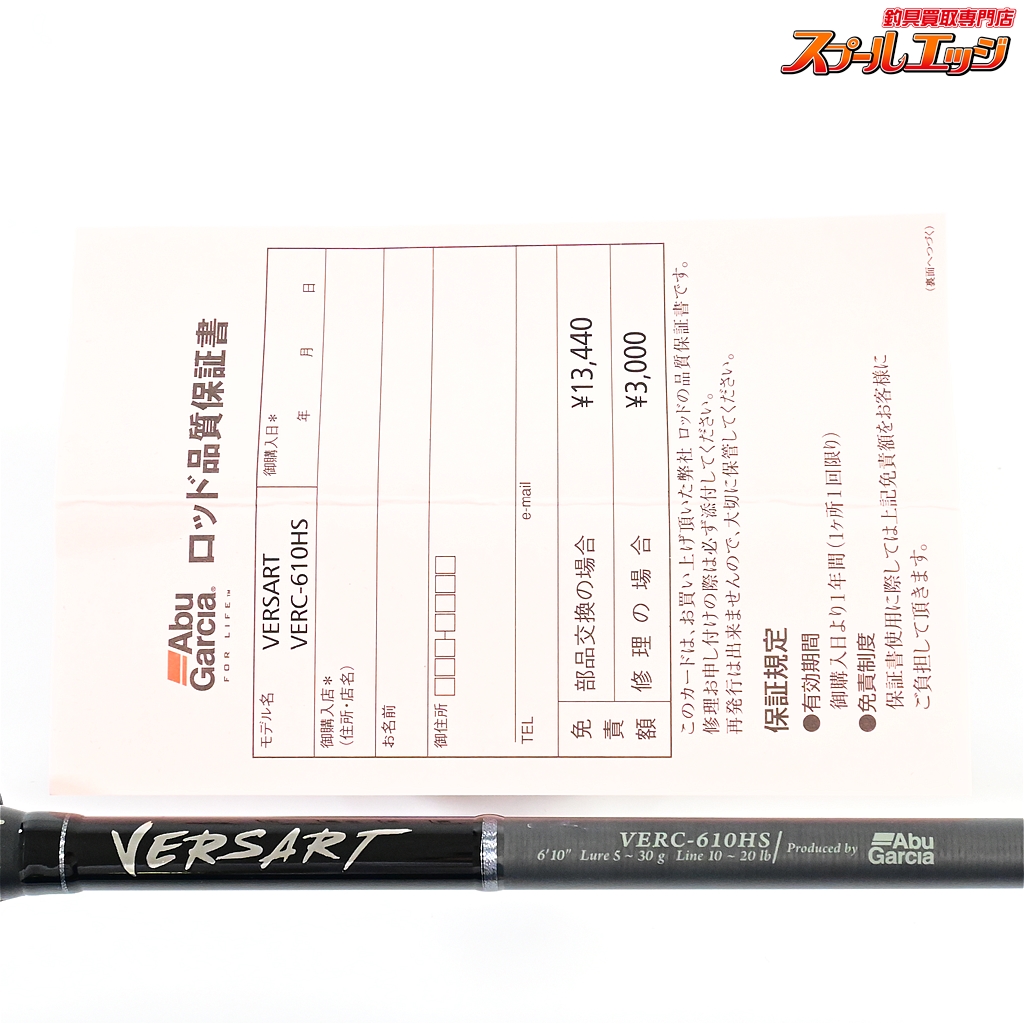 釣具買取専門店
スプールエッジ
Abu
Garcia®
FOR LIFE™
ロッド品質保証書
モデル名
VERSART
VERC-610HS
御購入日*
年 月 日
御購入店*
(住所・店名)
お名前
御住所
□□□-□□□□
TEL
e-mail
免責額
部品交換の場合
¥13,440
修理の場合
¥3,000
このカードは、お買い上げ頂いた弊社 ロッドの品質保証書です。
修理お申し付けの際は必ず添付してください。
再発行は出来ませんので、大切に保管してください。
保証規定
●有効期間
御購入日より1年間(1ヶ所1回限り)
●免責制度
保証書使用に際しては上記免責額をお客様に
ご負担して頂きます。
(裏面へつづく)
VERSART
VERC-610HS
6'10" Lure 5 ~ 30 g Line 10 ~ 20 lb
Produced by
Abu
Garcia